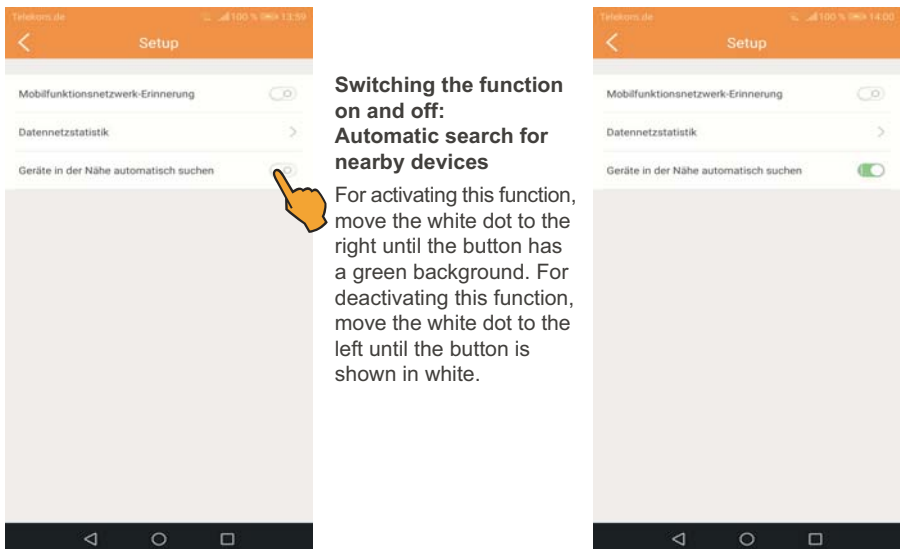 Telekom.de 100 % 13:59
Setup
Mobilfunktionsnetzwerk-Erinnerung
Datennetzstatistik
Geräte in der Nähe automatisch suchen
Switching the function
on and off:
Automatic search for
nearby devices
For activating this function,
move the white dot to the
right until the button has
a green background. For
deactivating this function,
move the white dot to the
left until the button is
shown in white.
Telekom.de 100 % 14:00
Setup
Mobilfunktionsnetzwerk-Erinnerung
Datennetzstatistik
Geräte in der Nähe automatisch suchen